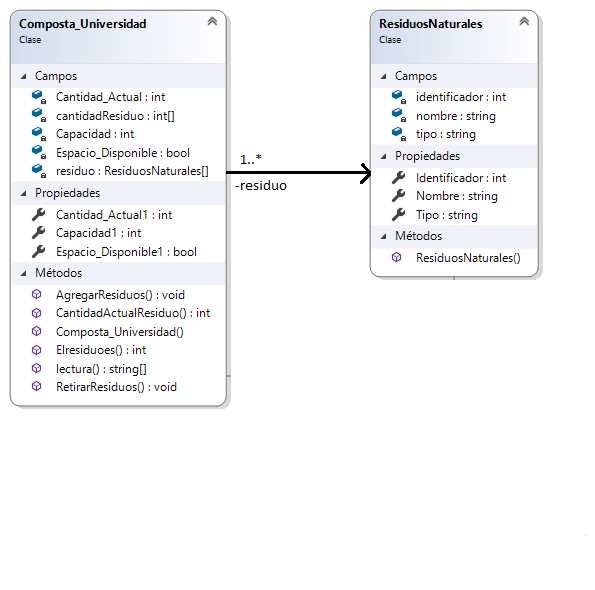 Composta_Universidad
Clase
Campos
Cantidad_Actual : int
cantidadResiduo : int[]
Capacidad : int
Espacio_Disponible : bool
residuo : ResiduosNaturales[]
Propiedades
Cantidad_Actual1 : int
Capacidad1 : int
Espacio_Disponible1 : bool
Métodos
AgregarResiduos() : void
CantidadActualResiduo() : int
Composta_Universidad()
Elresiduoes() : int
lectura() : string[]
RetirarResiduos() : void
1..*
-residuo
ResiduosNaturales
Clase
Campos
identificador : int
nombre : string
tipo : string
Propiedades
Identificador : int
Nombre : string
Tipo : string
Métodos
ResiduosNaturales()